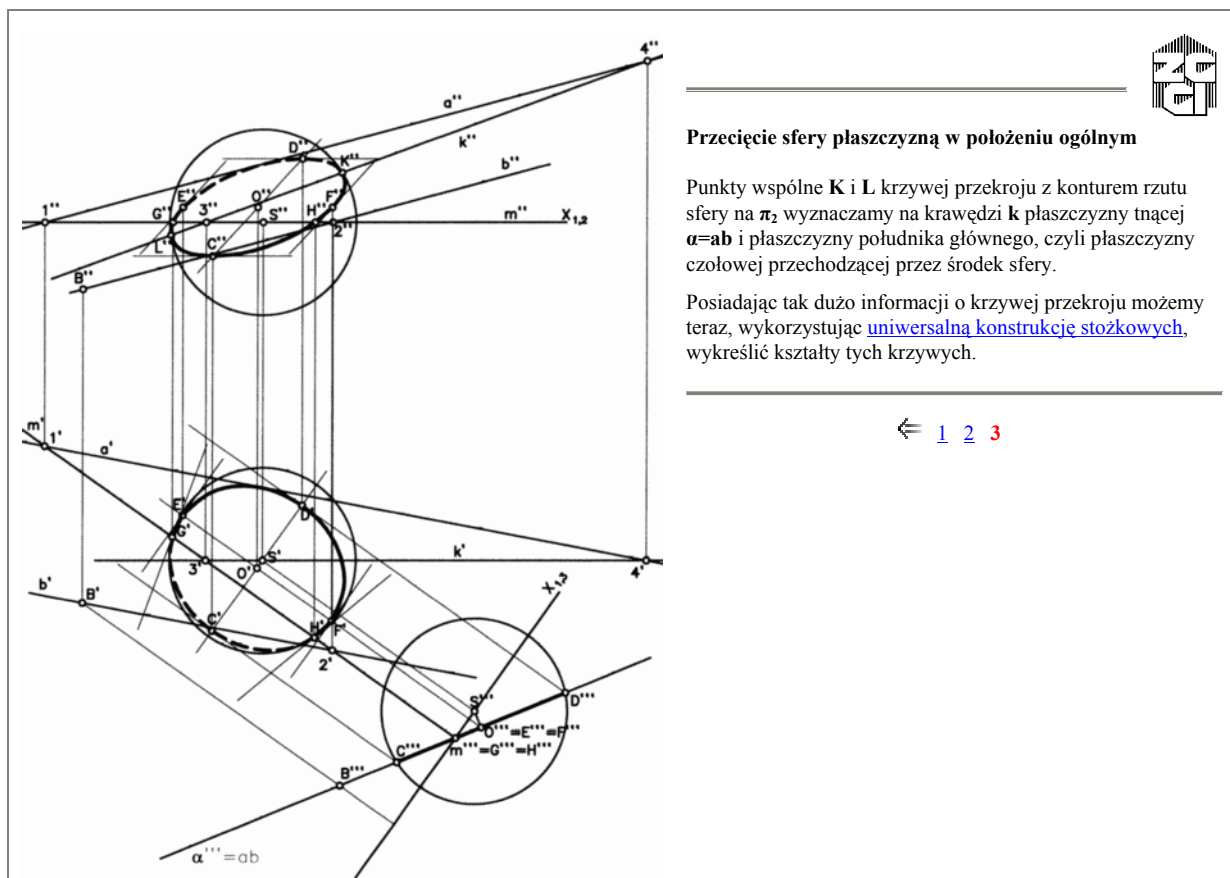 4''
a''
k''
D''
K''
b''
E''
O''
F''
1''
G''
3''
S''
H''
2''
m''
X1,2
L''
C''
B''
m'
1'
a'
E'
D'
G'
k'
3'
S'
4'
O'
b'
B'
X1,3
C'
H'
F'
2'
S'''
D'''
O'''=E'''=F'''
C'''
m'''=G'''=H'''
B'''
α'''=ab
Przecięcie sfery płaszczyzną w położeniu ogólnym
Punkty wspólne K i L krzywej przekroju z konturem rzutu
sfery na π2 wyznaczamy na krawędzi k płaszczyzny tnącej
α=ab i płaszczyzny południka głównego, czyli płaszczyzny
czołowej przechodzącej przez środek sfery.
Posiadając tak dużo informacji o krzywej przekroju możemy
teraz, wykorzystując uniwersalną konstrukcję stożkowych,
wykreślić kształty tych krzywych.
1 2 3